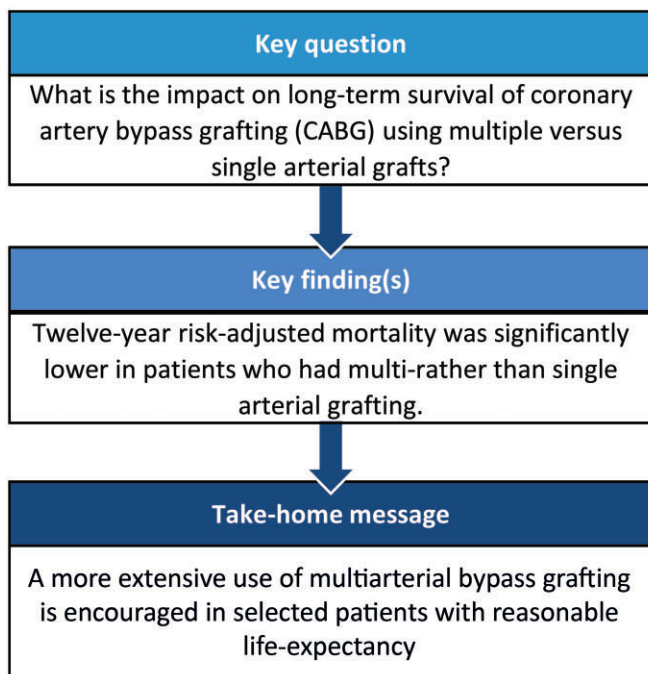 Key question
What is the impact on long-term survival of coronary
artery bypass grafting (CABG) using multiple versus
single arterial grafts?
Key finding(s)
Twelve-year risk-adjusted mortality was significantly
lower in patients who had multi-rather than single
arterial grafting.
Take-home message
A more extensive use of multiarterial bypass grafting
is encouraged in selected patients with reasonable
life-expectancy